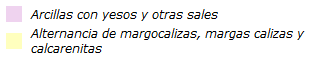 Arcillas con yesos y otras sales
Alternancia de margocalizas, margas calizas y
calcarenitas